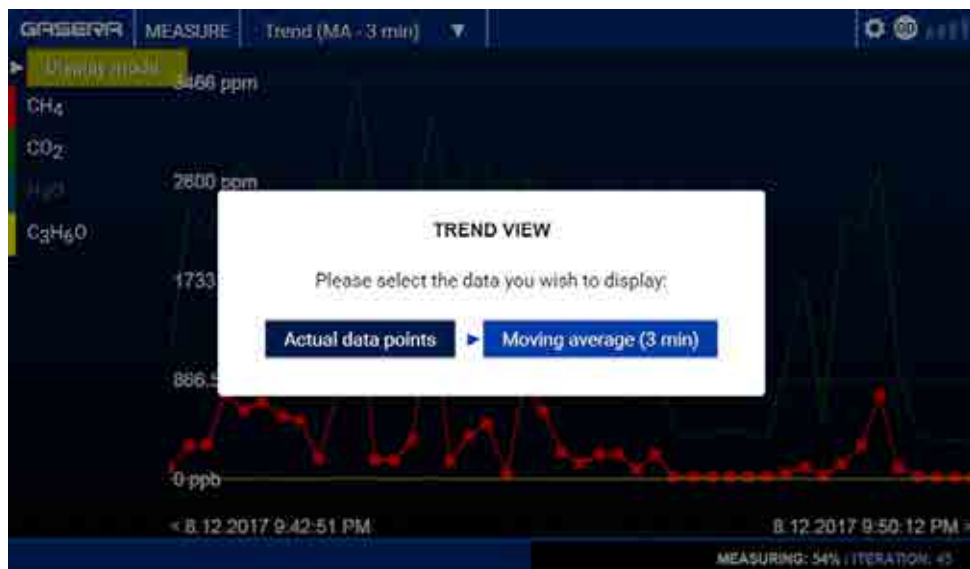 GASERA MEASURE Trend (MA - 3 min)
Display mode
3466 ppm
CH₄
CO₂
2600 ppm
H₂O
C₃H₆O
TREND VIEW
1733
Please select the data you wish to display:
Actual data points Moving average (3 min)
866.5
0 ppb
< 8.12.2017 9:42:51 PM 8.12.2017 9:50:12 PM >
MEASURING: 54% | ITERATION: 45